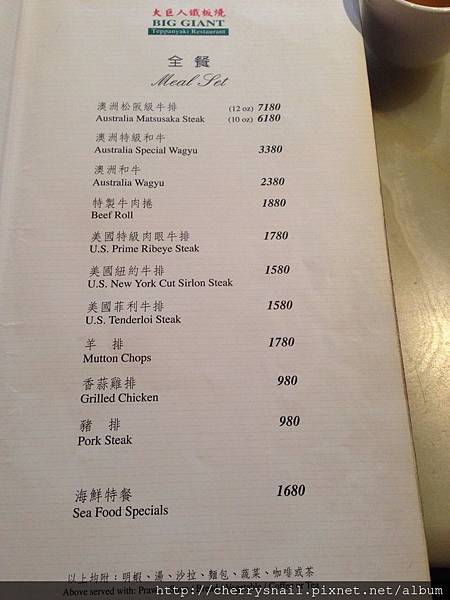 大巨人鐵板燒
BIG GIANT
Teppanyaki Restaurant
全餐
Meal Set
澳洲松阪級牛排 (12 oz) 7180
Australia Matsusaka Steak (10 oz) 6180
澳洲特級和牛
Australia Special Wagyu 3380
澳洲和牛
Australia Wagyu 2380
特製牛肉捲 1880
Beef Roll
美國特級肉眼牛排 1780
U.S. Prime Ribeye Steak
美國紐約牛排 1580
U.S. New York Cut Sirlon Steak
美國菲利牛排 1580
U.S. Tenderloi Steak
羊 排 1780
Mutton Chops
香蒜雞排 980
Grilled Chicken
豬 排 980
Pork Steak
海鮮特餐 1680
Sea Food Specials
以上均附：明蝦、湯、沙拉、麵包、蔬菜、咖啡或茶
Above served with: Coffee or Tea
http://cherrysnail.pixnet.net/album